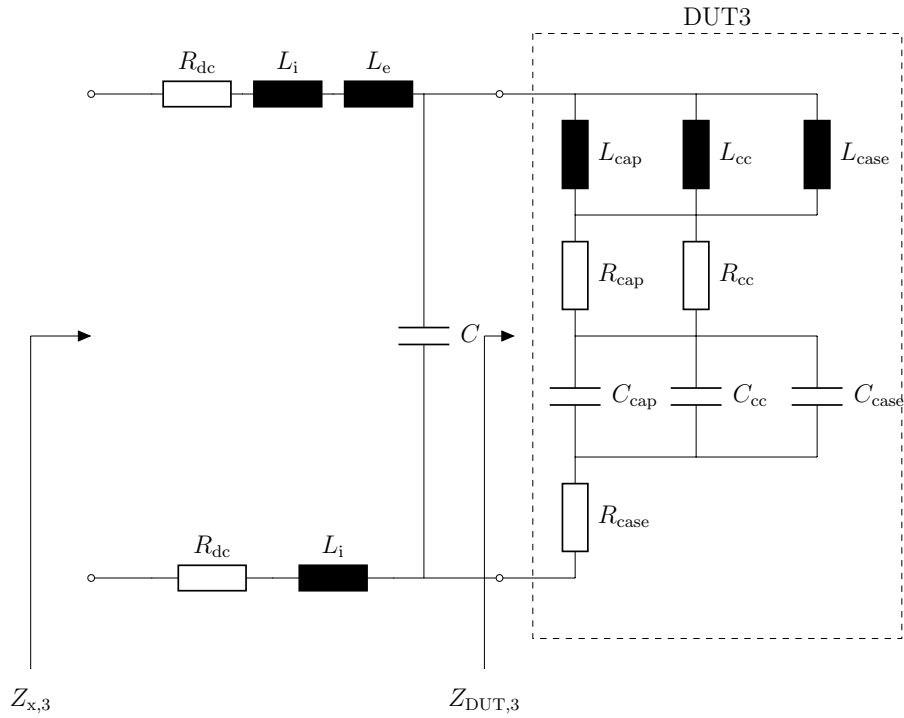 DUT3
R_dc
L_i
L_e
L_cap
L_cc
L_case
R_cap
R_cc
C
C_cap
C_cc
C_case
R_case
R_dc
L_i
Z_x,3
Z_DUT,3